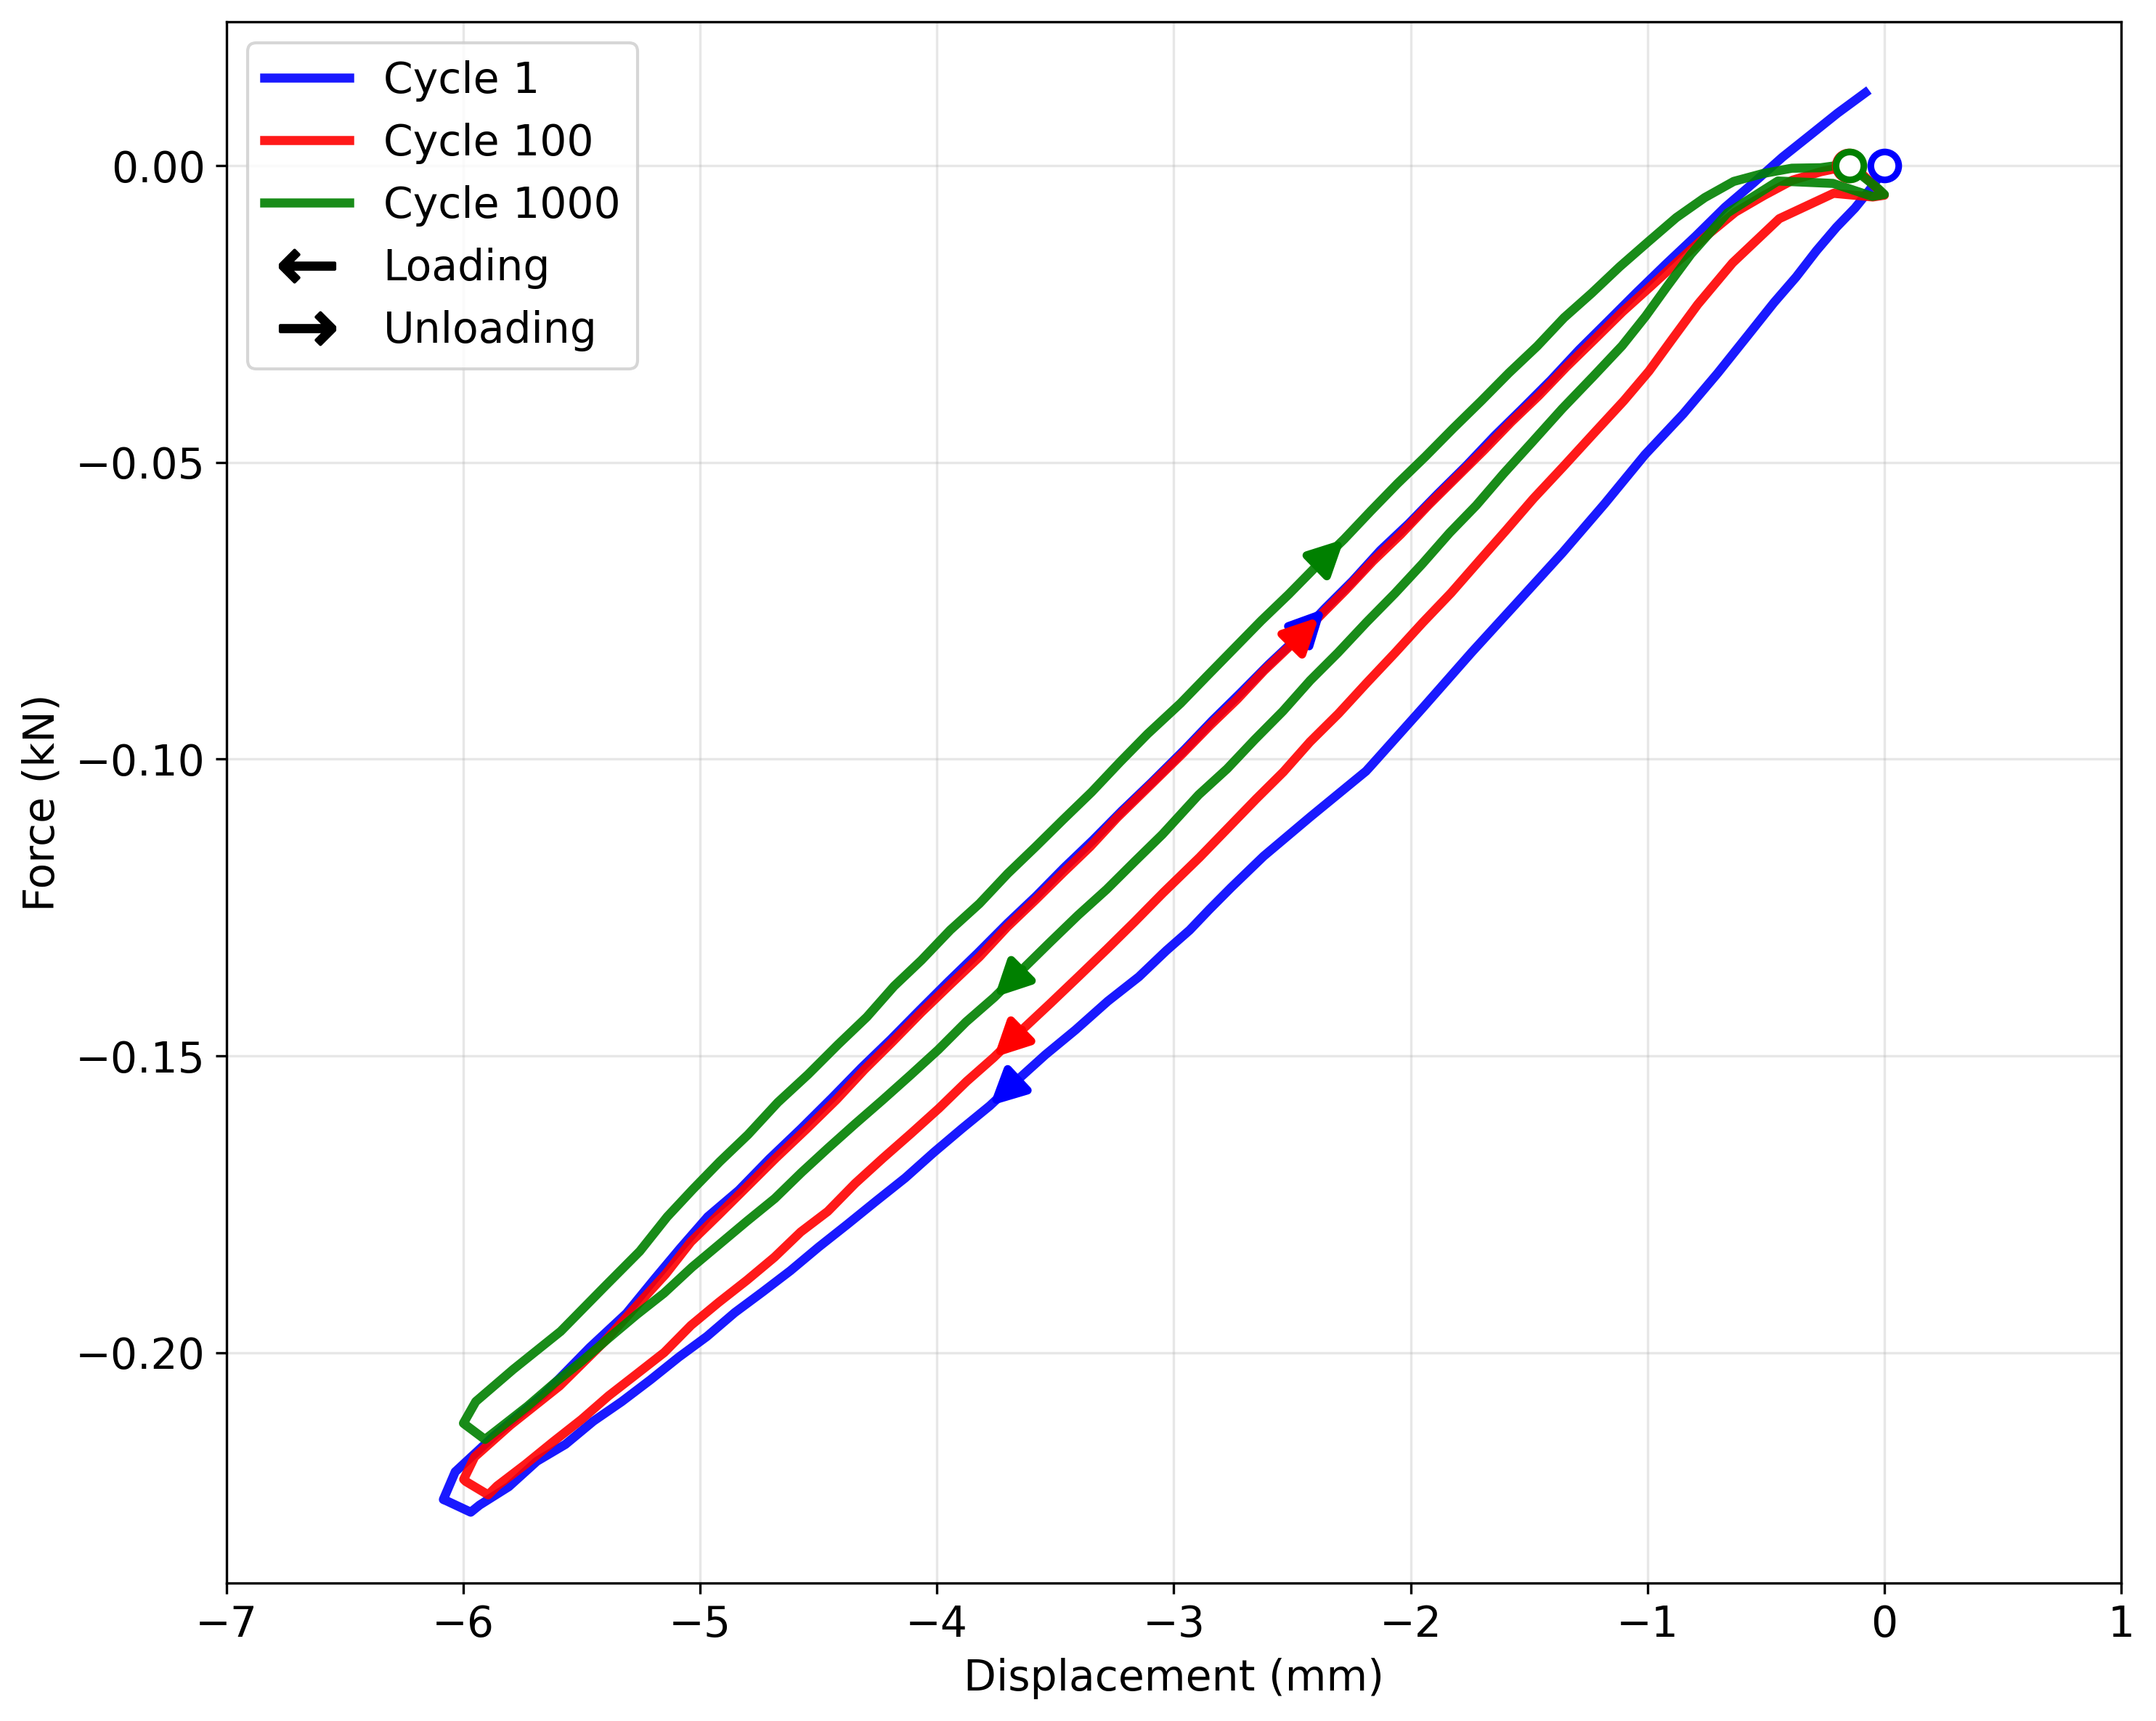 Cycle 1
Cycle 100
Cycle 1000
Loading
Unloading
0.00
−0.05
−0.10
−0.15
−0.20
Force (kN)
−7 −6 −5 −4 −3 −2 −1 0 1
Displacement (mm)